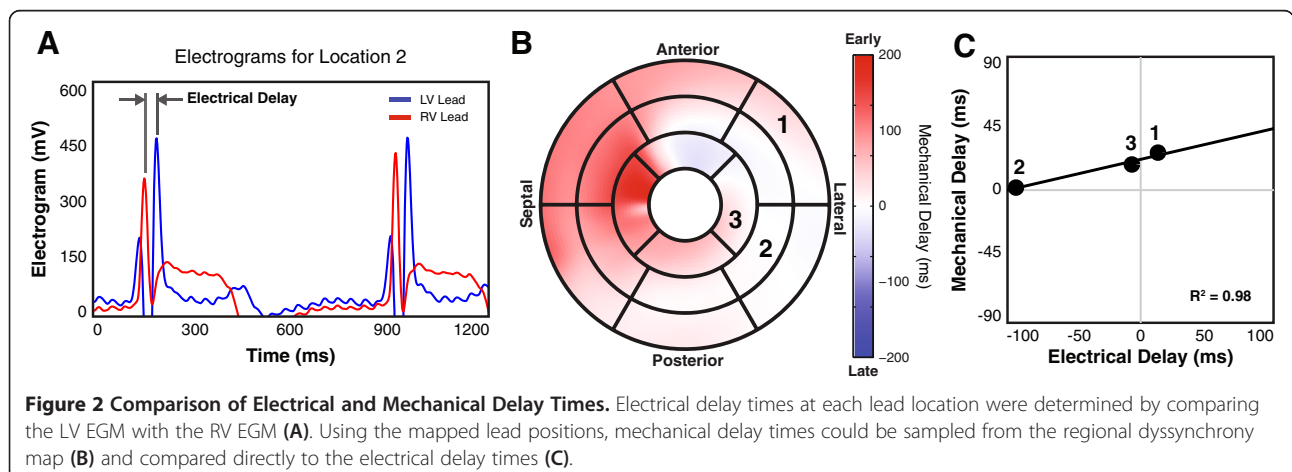 A
Electrograms for Location 2
Electrical Delay
LV Lead
RV Lead
600
450
300
150
0
Electrogram (mV)
0 300 600 900 1200
Time (ms)
B
Anterior
Septal
Lateral
Posterior
1
2
3
Early
200
100
0
−100
−200
Late
Mechanical Delay (ms)
C
90
45
0
-45
-90
Mechanical Delay (ms)
2
3
1
R² = 0.98
-100 -50 0 50 100
Electrical Delay (ms)
Figure 2 Comparison of Electrical and Mechanical Delay Times. Electrical delay times at each lead location were determined by comparing
the LV EGM with the RV EGM (A). Using the mapped lead positions, mechanical delay times could be sampled from the regional dyssynchrony
map (B) and compared directly to the electrical delay times (C).